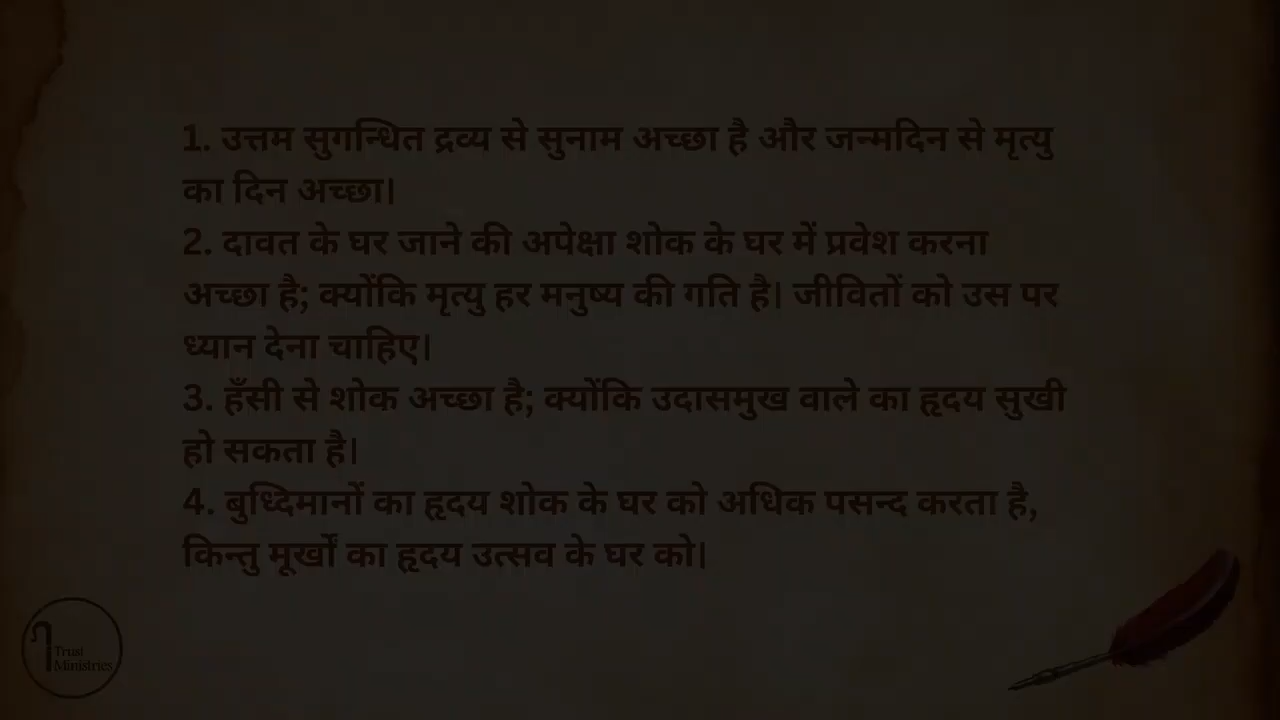 1. उत्तम सुगन्धित द्रव्य से सुनाम अच्छा है और जन्मदिन से मृत्यु
का दिन अच्छा।
2. दावत के घर जाने की अपेक्षा शोक के घर में प्रवेश करना
अच्छा है; क्योंकि मृत्यु हर मनुष्य की गति है। जीवितों को उस पर
ध्यान देना चाहिए।
3. हँसी से शोक अच्छा है; क्योंकि उदासमुख वाले का हृदय सुखी
हो सकता है।
4. बुध्दिमानों का हृदय शोक के घर को अधिक पसन्द करता है,
किन्तु मूर्खों का हृदय उत्सव के घर को।
Trust
Ministries